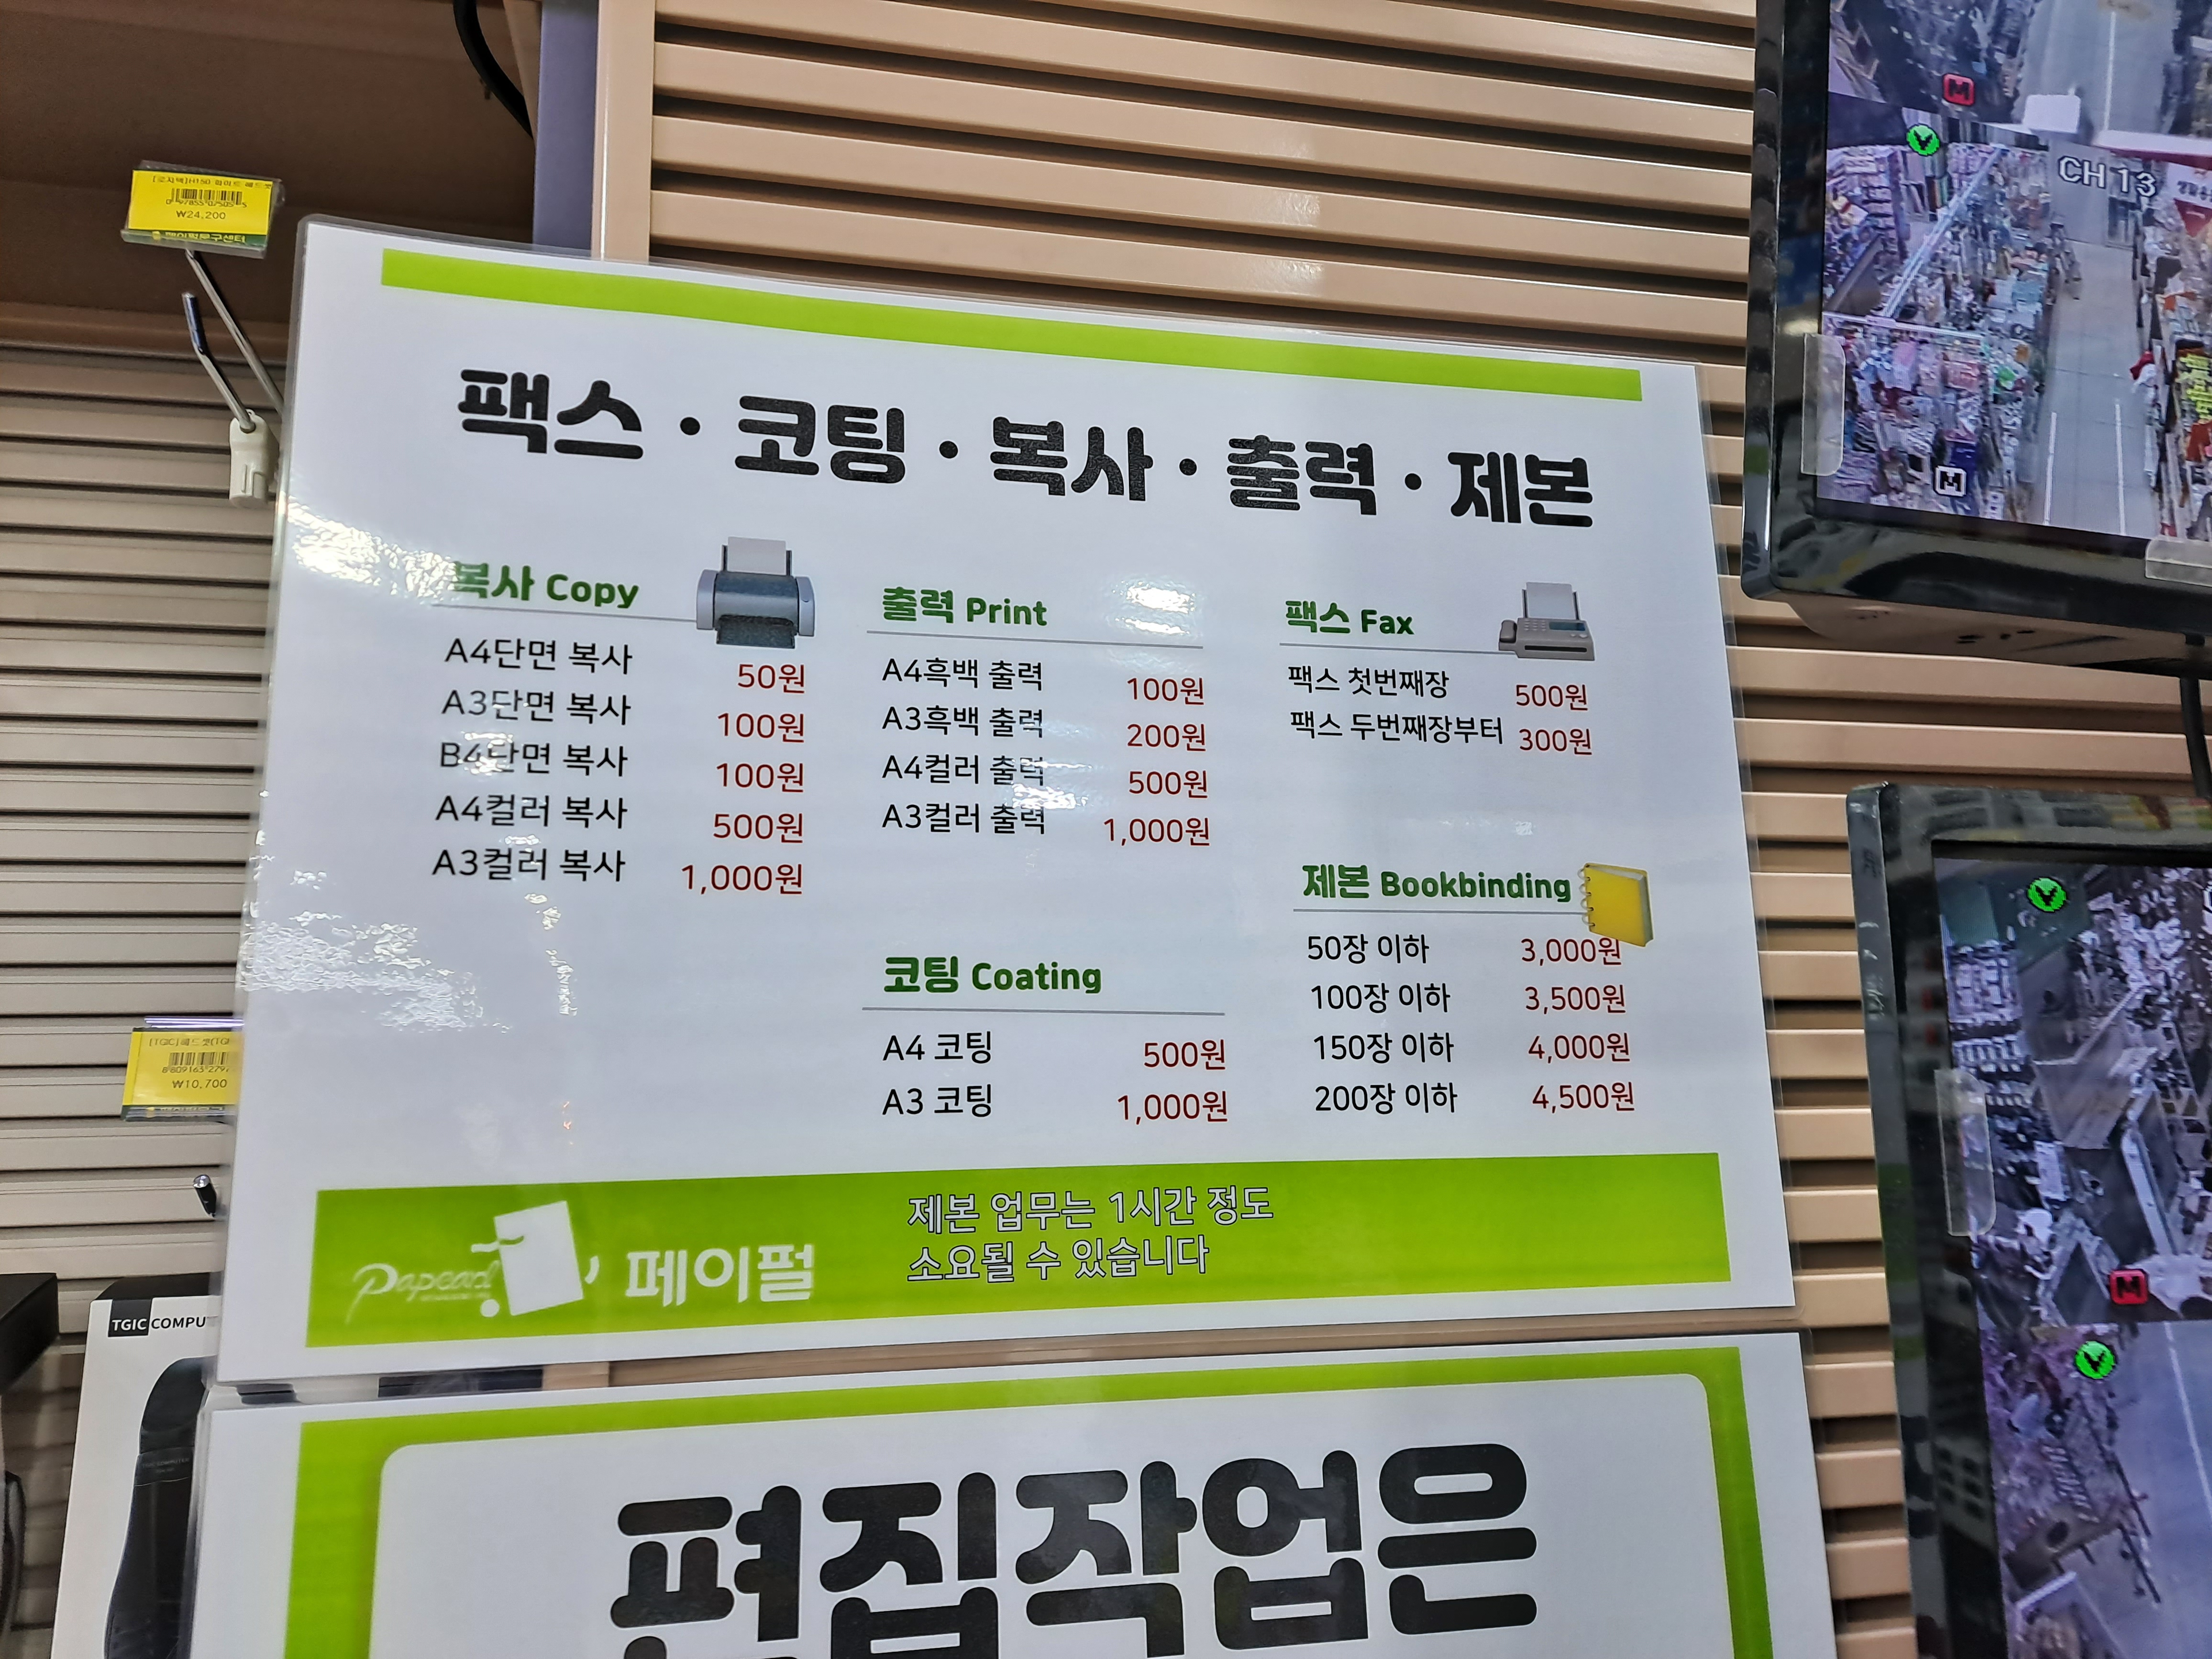 ₩24,200
팩스 · 코팅 · 복사 · 출력 · 제본
복사 Copy
A4단면 복사 50원
A3단면 복사 100원
B4단면 복사 100원
A4컬러 복사 500원
A3컬러 복사 1,000원
출력 Print
A4흑백 출력 100원
A3흑백 출력 200원
A4컬러 출력 500원
A3컬러 출력 1,000원
팩스 Fax
팩스 첫번째장 500원
팩스 두번째장부터 300원
코팅 Coating
A4 코팅 500원
A3 코팅 1,000원
제본 Bookbinding
50장 이하 3,000원
100장 이하 3,500원
150장 이하 4,000원
200장 이하 4,500원
페이펄
제본 업무는 1시간 정도
소요될 수 있습니다
편집작업은
₩10,700
TGIC COMPU
CH 13
M
M
M